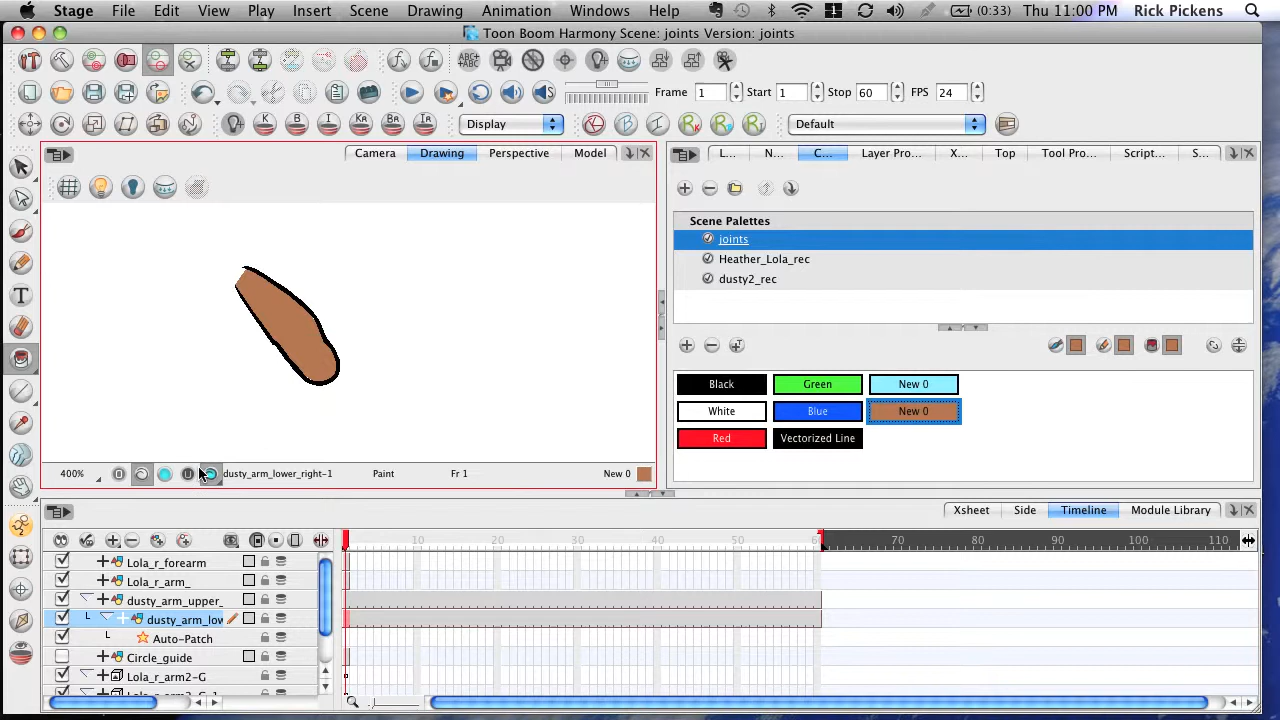 Stage File Edit View Play Insert Scene Drawing Animation Windows Help (0:33) Thu 11:00 PM Rick Pickens
Toon Boom Harmony Scene: joints Version: joints
Frame 1 Start 1 Stop 60 FPS 24
Display Default
Camera Drawing Perspective Model
L... N... C... Layer Pro... X... Top Tool Pro... Script... S...
Scene Palettes
joints
Heather_Lola_rec
dusty2_rec
Black Green New 0
White Blue New 0
Red Vectorized Line
400% dusty_arm_lower_right-1 Paint Fr 1 New 0
Xsheet Side Timeline Module Library
10 20 30 40 50 6 70 80 90 100 110
Lola_r_forearm
Lola_r_arm_
dusty_arm_upper_
dusty_arm_low
Auto-Patch
Circle_guide
Lola_r_arm2-G
Lola_r_arm2-G-1